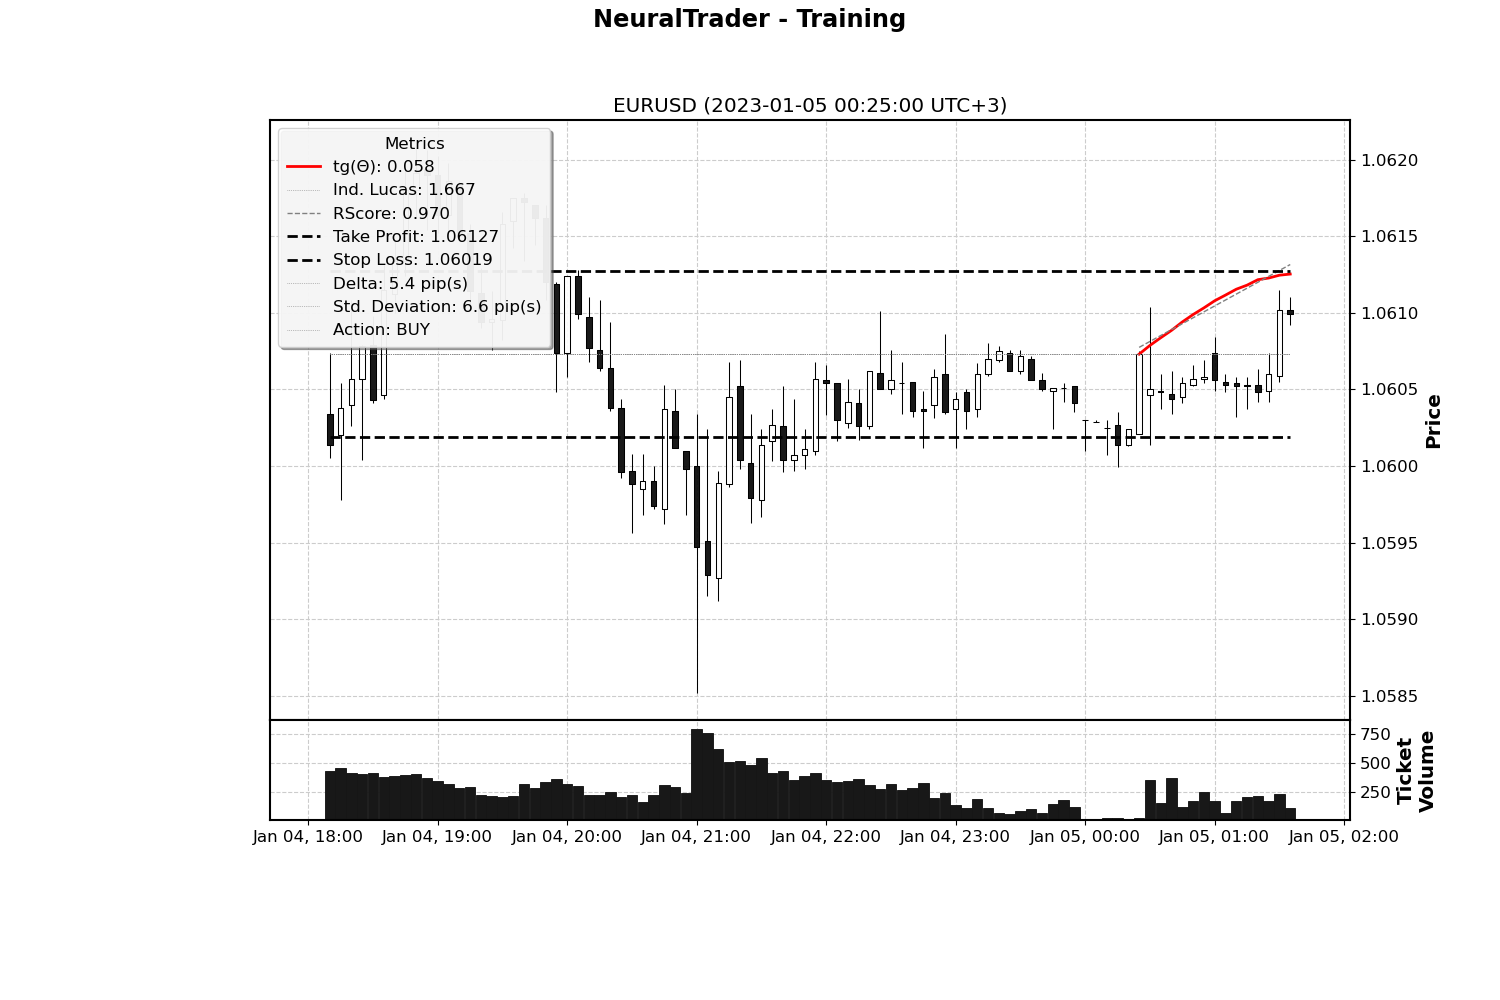 NeuralTrader - Training
EURUSD (2023-01-05 00:25:00 UTC+3)
Metrics
tg(Θ): 0.058
Ind. Lucas: 1.667
RScore: 0.970
Take Profit: 1.06127
Stop Loss: 1.06019
Delta: 5.4 pip(s)
Std. Deviation: 6.6 pip(s)
Action: BUY
1.0620
1.0615
1.0610
1.0605
1.0600
1.0595
1.0590
1.0585
Price
750
500
250
Ticket
Volume
Jan 04, 18:00
Jan 04, 19:00
Jan 04, 20:00
Jan 04, 21:00
Jan 04, 22:00
Jan 04, 23:00
Jan 05, 00:00
Jan 05, 01:00
Jan 05, 02:00